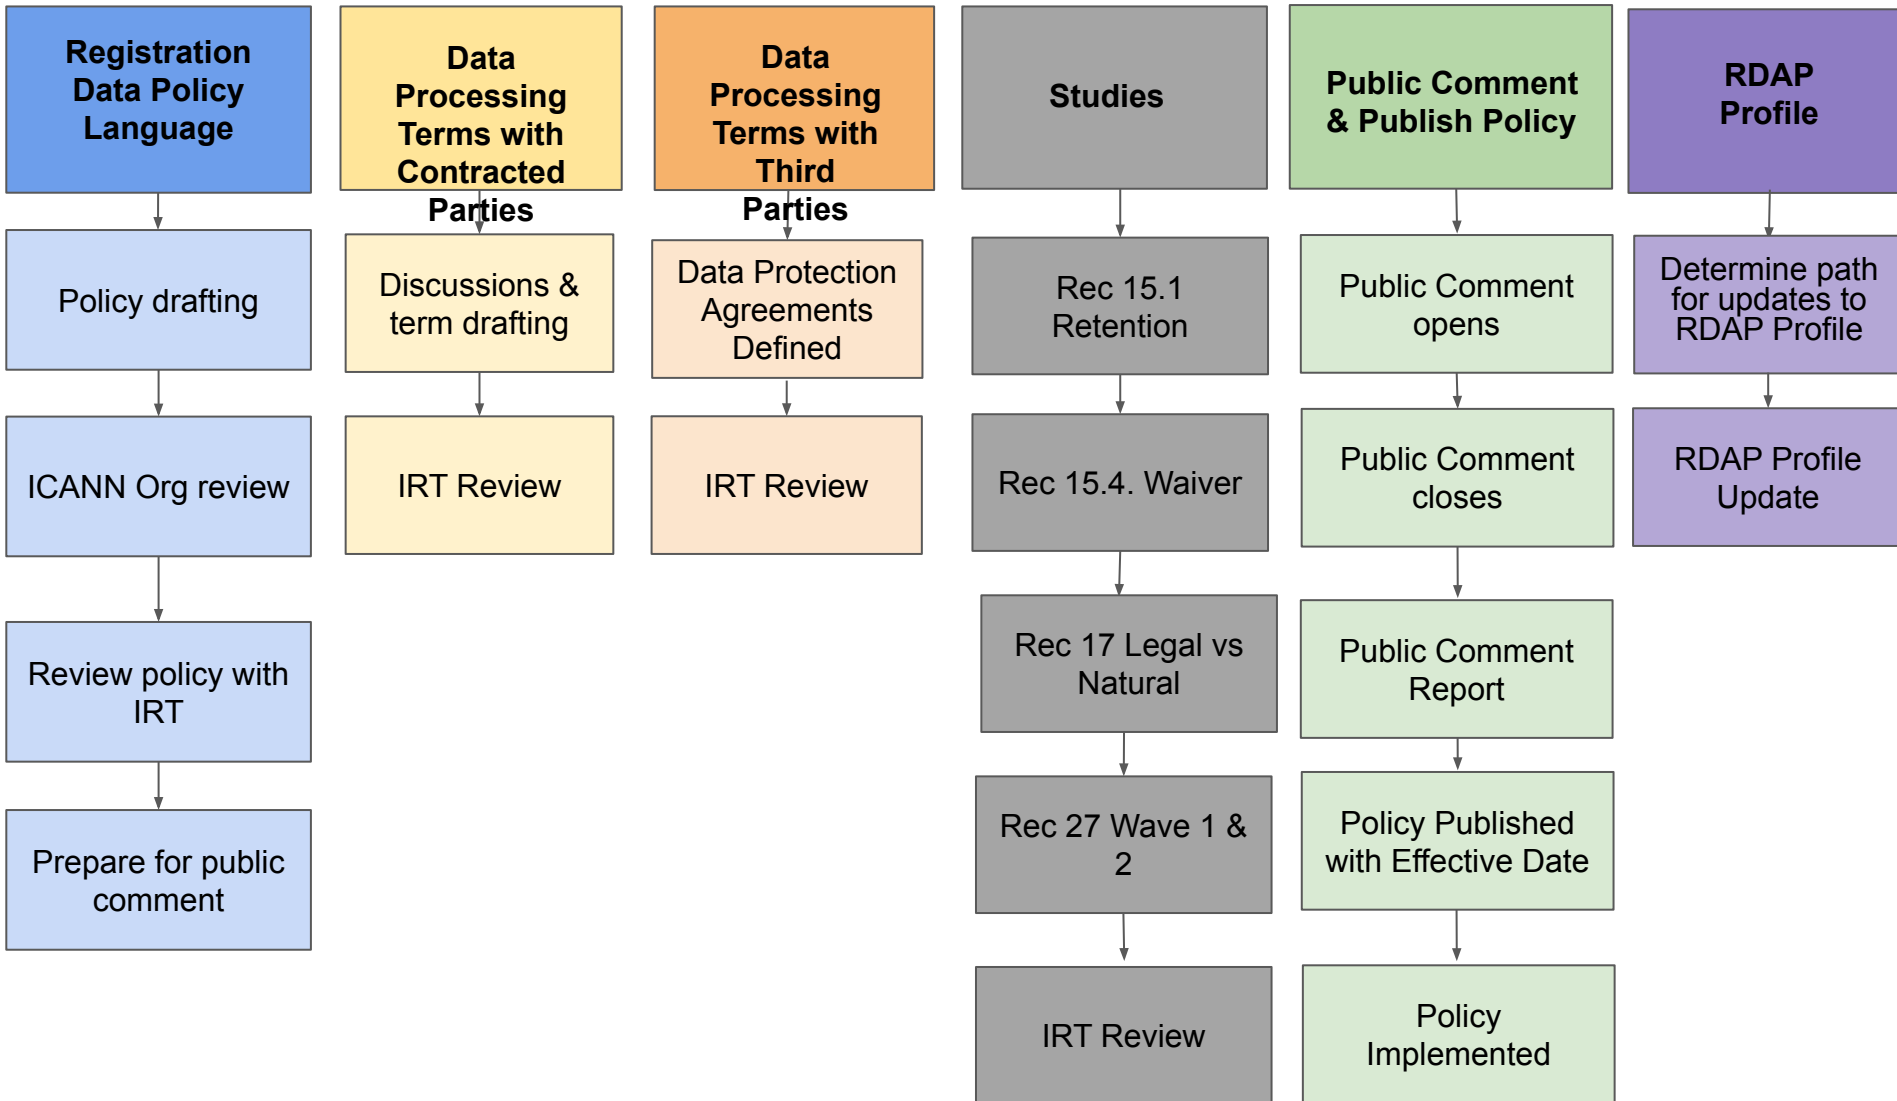 Registration
Data Policy
Language
Policy drafting
ICANN Org review
Review policy with
IRT
Prepare for public
comment
Data
Processing
Terms with
Contracted
Parties
Discussions &
term drafting
IRT Review
Data
Processing
Terms with
Third
Parties
Data Protection
Agreements
Defined
IRT Review
Studies
Rec 15.1
Retention
Rec 15.4. Waiver
Rec 17 Legal vs
Natural
Rec 27 Wave 1 &
2
IRT Review
Public Comment
& Publish Policy
Public Comment
opens
Public Comment
closes
Public Comment
Report
Policy Published
with Effective Date
Policy
Implemented
RDAP
Profile
Determine path
for updates to
RDAP Profile
RDAP Profile
Update